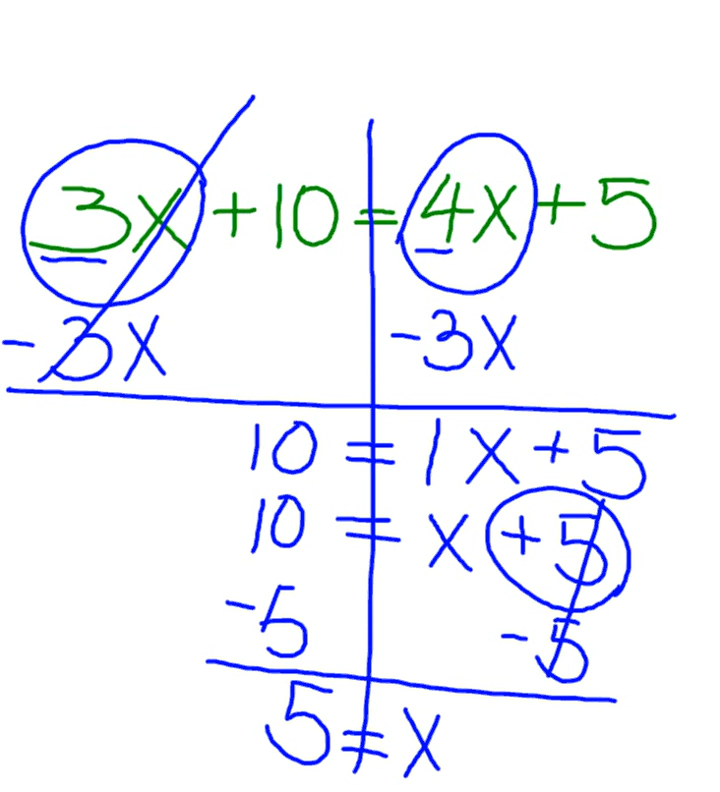 3x +10 = 4x +5
-3x -3x
10 = 1x +5
10 = x +5
-5 -5
5 = x